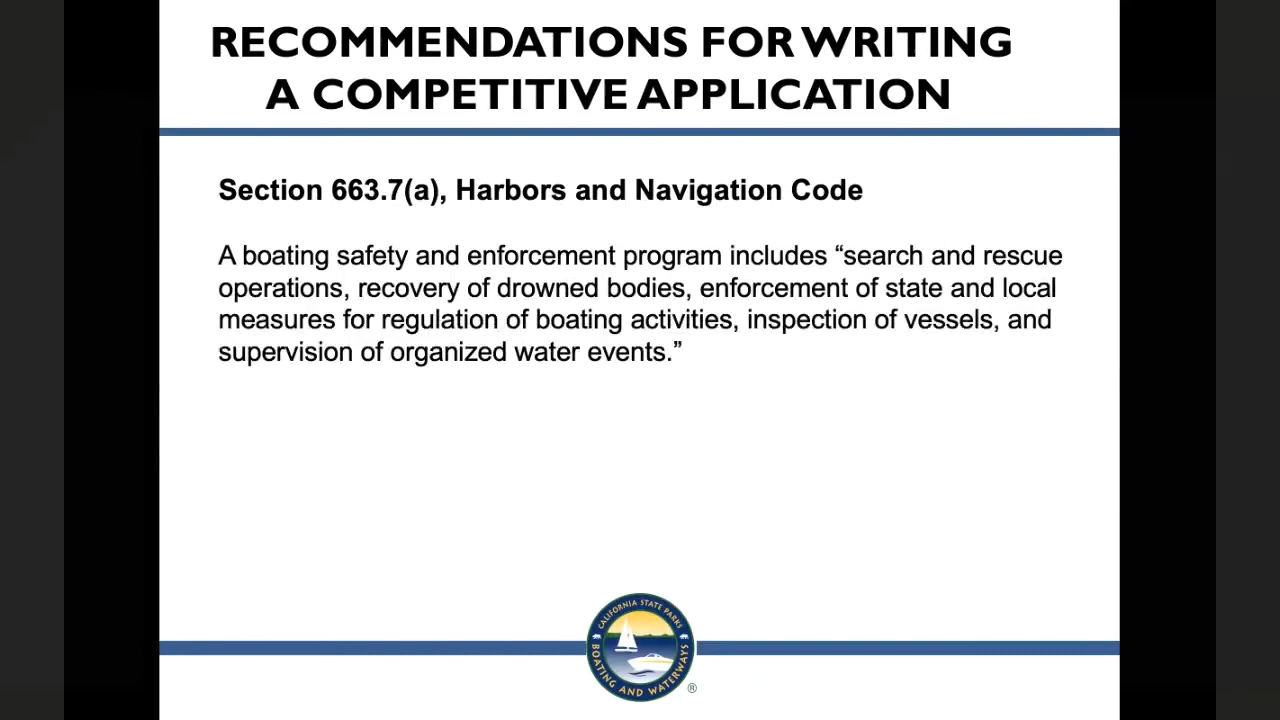 RECOMMENDATIONS FOR WRITING
A COMPETITIVE APPLICATION
Section 663.7(a), Harbors and Navigation Code
A boating safety and enforcement program includes “search and rescue
operations, recovery of drowned bodies, enforcement of state and local
measures for regulation of boating activities, inspection of vessels, and
supervision of organized water events.”
CALIFORNIA STATE PARKS
BOATING AND WATERWAYS
®